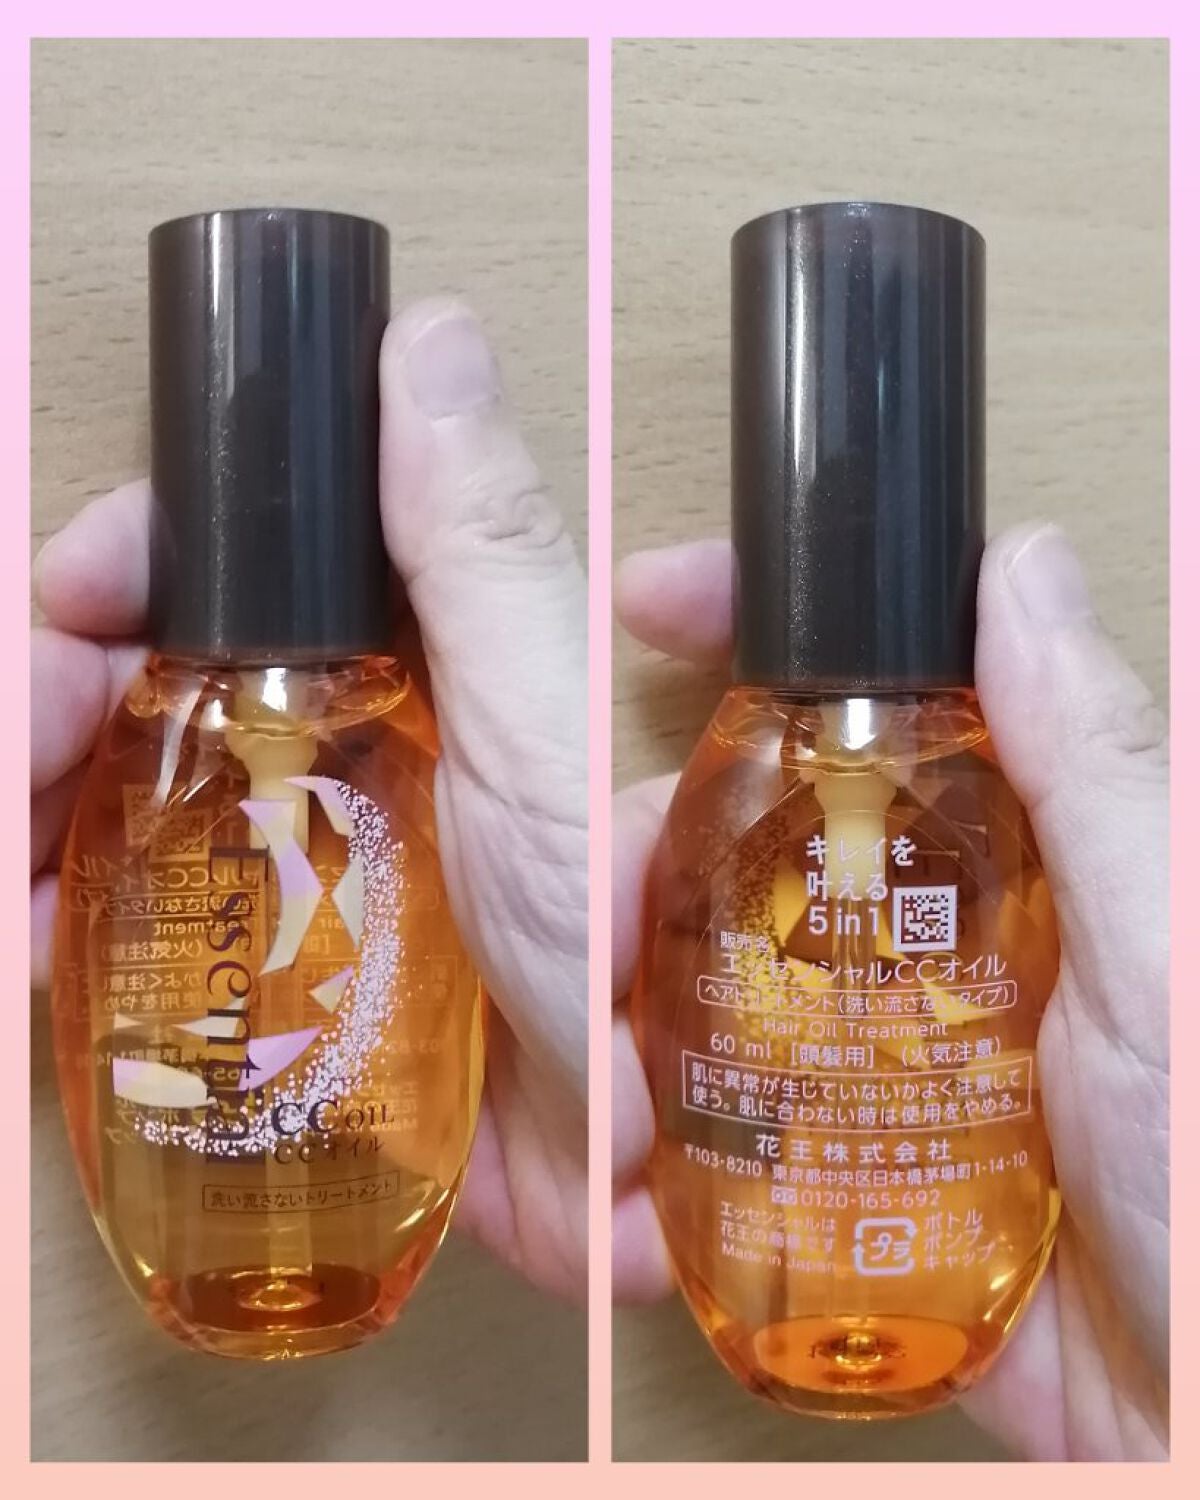 Essential
CC OIL
CCオイル
洗い流さないトリートメント
キレイを
叶える
5 in 1
販売名
エッセンシャルCCオイル
ヘアトリートメント(洗い流さないタイプ)
Hair Oil Treatment
60 ml [頭髪用] (火気注意)
肌に異常が生じていないかよく注意して
使う。肌に合わない時は使用をやめる。
花王株式会社
〒103-8210 東京都中央区日本橋茅場町1-14-10
0120-165-692
エッセンシャルは
花王の商標です
Made in Japan
プラ
ボトル
ポンプ
キャップ